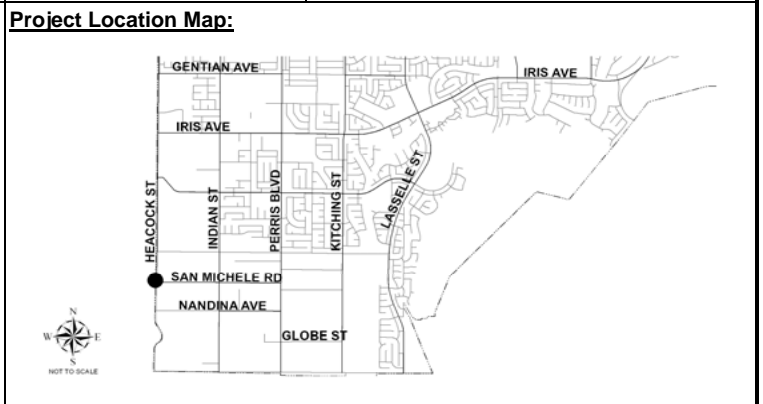 Project Location Map:
GENTIAN AVE
IRIS AVE
IRIS AVE
HEACOCK ST
INDIAN ST
PERRIS BLVD
KITCHING ST
LASSELLE ST
SAN MICHELE RD
NANDINA AVE
GLOBE ST
N
W E
S
NOT TO SCALE